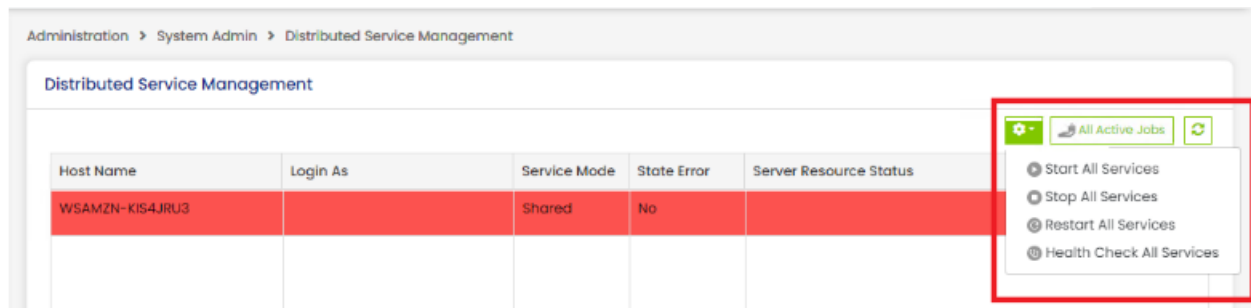 Administration > System Admin > Distributed Service Management
Distributed Service Management
All Active Jobs
Host Name Login As Service Mode State Error Server Resource Status
WSAMZN-KIS4JRU3 Shared No
Start All Services
Stop All Services
Restart All Services
Health Check All Services